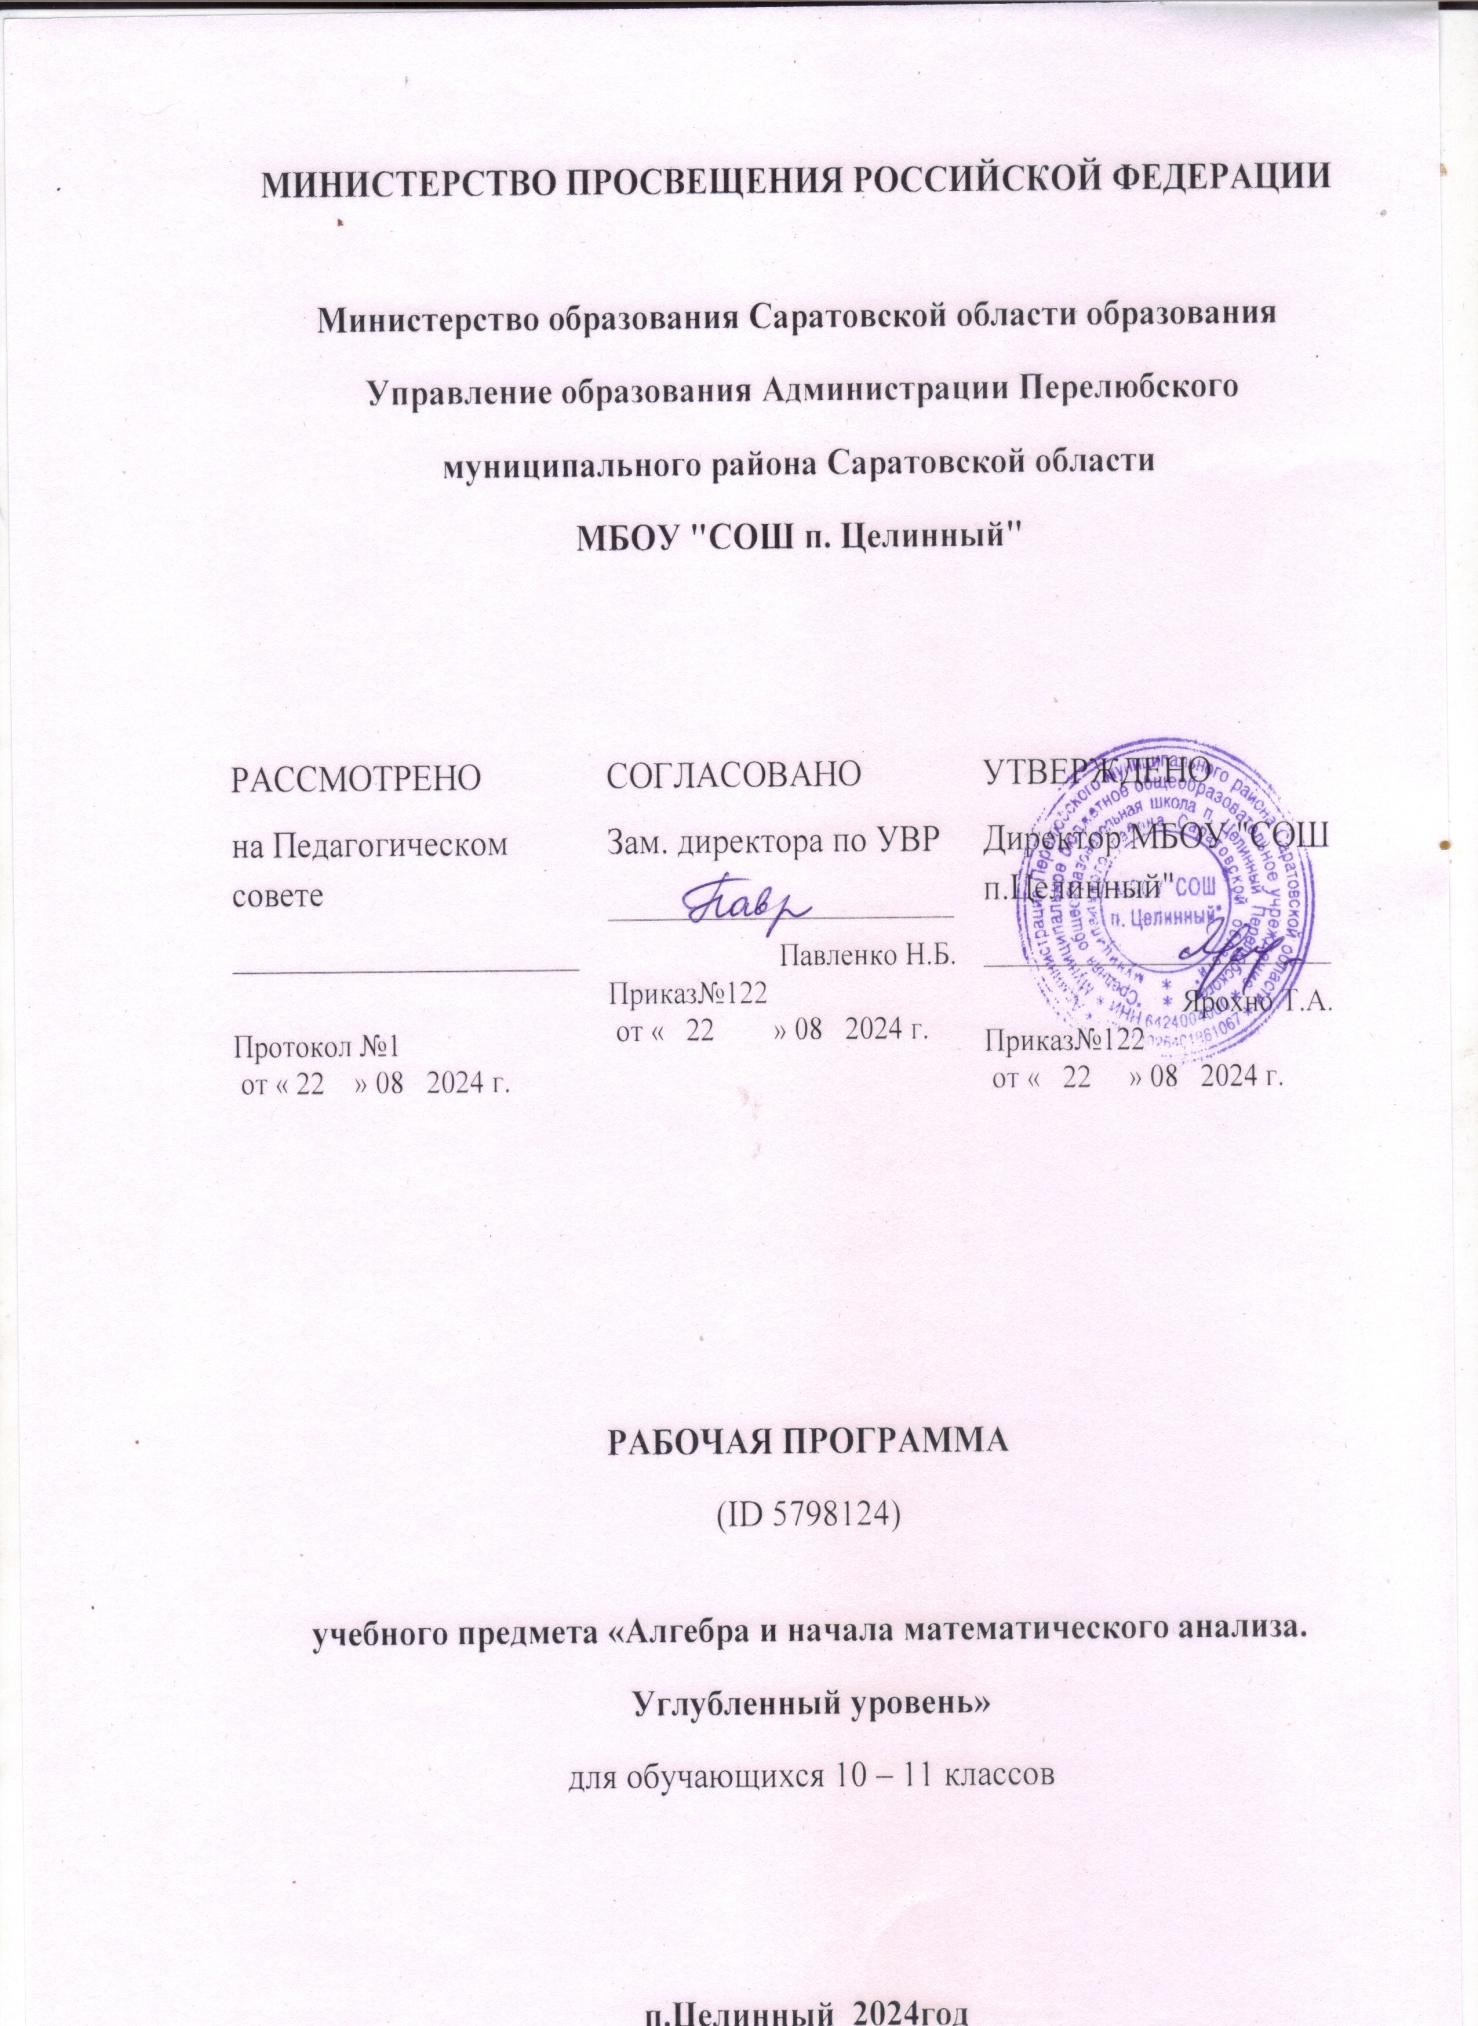 МИНИСТЕРСТВО ПРОСВЕЩЕНИЯ РОССИЙСКОЙ ФЕДЕРАЦИИ
Министерство образования Саратовской области образования
Управление образования Администрации Перелюбского
муниципального района Саратовской области
МБОУ "СОШ п. Целинный"
РАССМОТРЕНО
на Педагогическом
совете
Протокол №1
от « 22 » 08 2024 г.
СОГЛАСОВАНО
Зам. директора по УВР
Павленко Н.Б.
Приказ№122
от « 22 » 08 2024 г.
УТВЕРЖДЕНО
Директор МБОУ "СОШ
п.Целинный"
Ярохно Т.А.
Приказ№122
от « 22 » 08 2024 г.
СОШ
п. Целинный
РАБОЧАЯ ПРОГРАММА
(ID 5798124)
учебного предмета «Алгебра и начала математического анализа.
Углубленный уровень»
для обучающихся 10 – 11 классов
п.Целинный 2024год